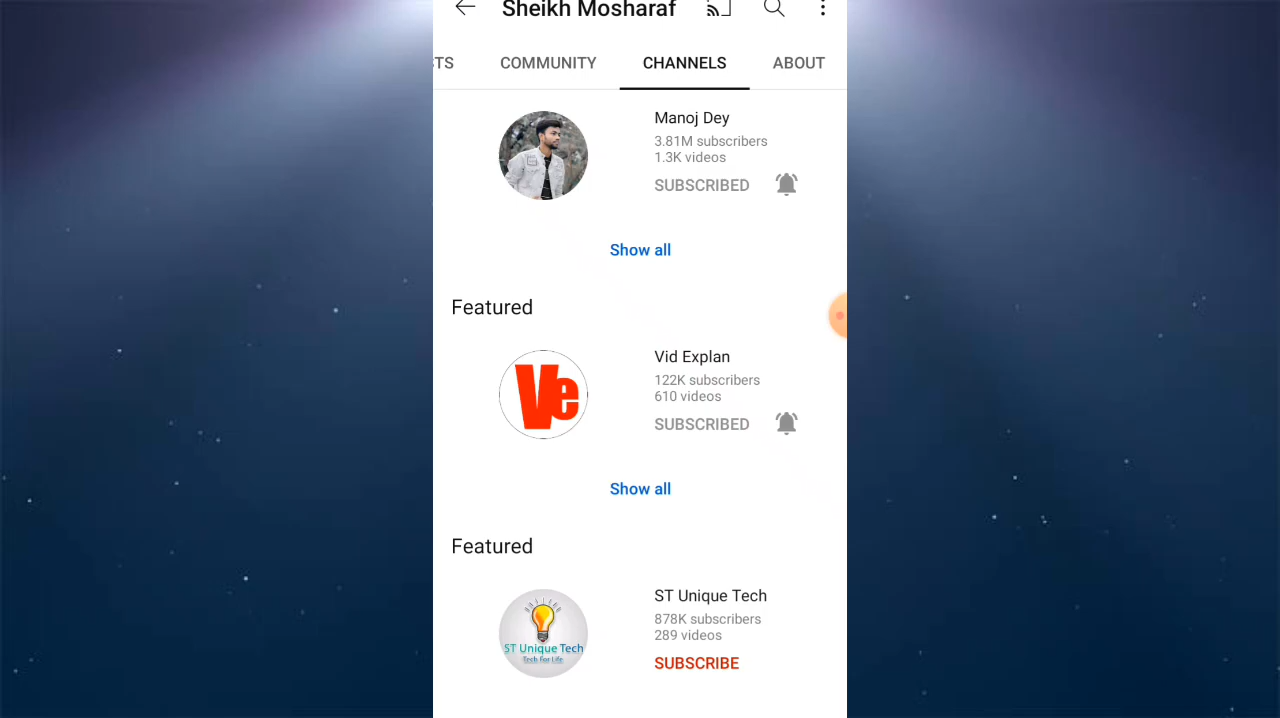 Sheikh Mosharaf
TS COMMUNITY CHANNELS ABOUT
Manoj Dey
3.81M subscribers
1.3K videos
SUBSCRIBED
Show all
Featured
Ve
Vid Explan
122K subscribers
610 videos
SUBSCRIBED
Show all
Featured
ST Unique Tech
Tech For Life
ST Unique Tech
878K subscribers
289 videos
SUBSCRIBE